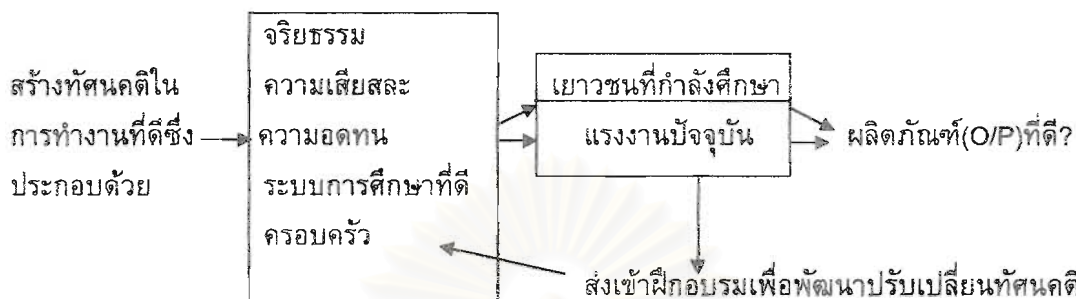 สร้างทัศนคติใน
การทำงานที่ดีซึ่ง
ประกอบด้วย
จริยธรรม
ความเสียสละ
ความอดทน
ระบบการศึกษาที่ดี
ครอบครัว
เยาวชนที่กำลังศึกษา
แรงงานปัจจุบัน
ผลิตภัณฑ์(O/P)ที่ดี?
ส่งเข้าฝึกอบรมเพื่อพัฒนาปรับเปลี่ยนทัศนคติ